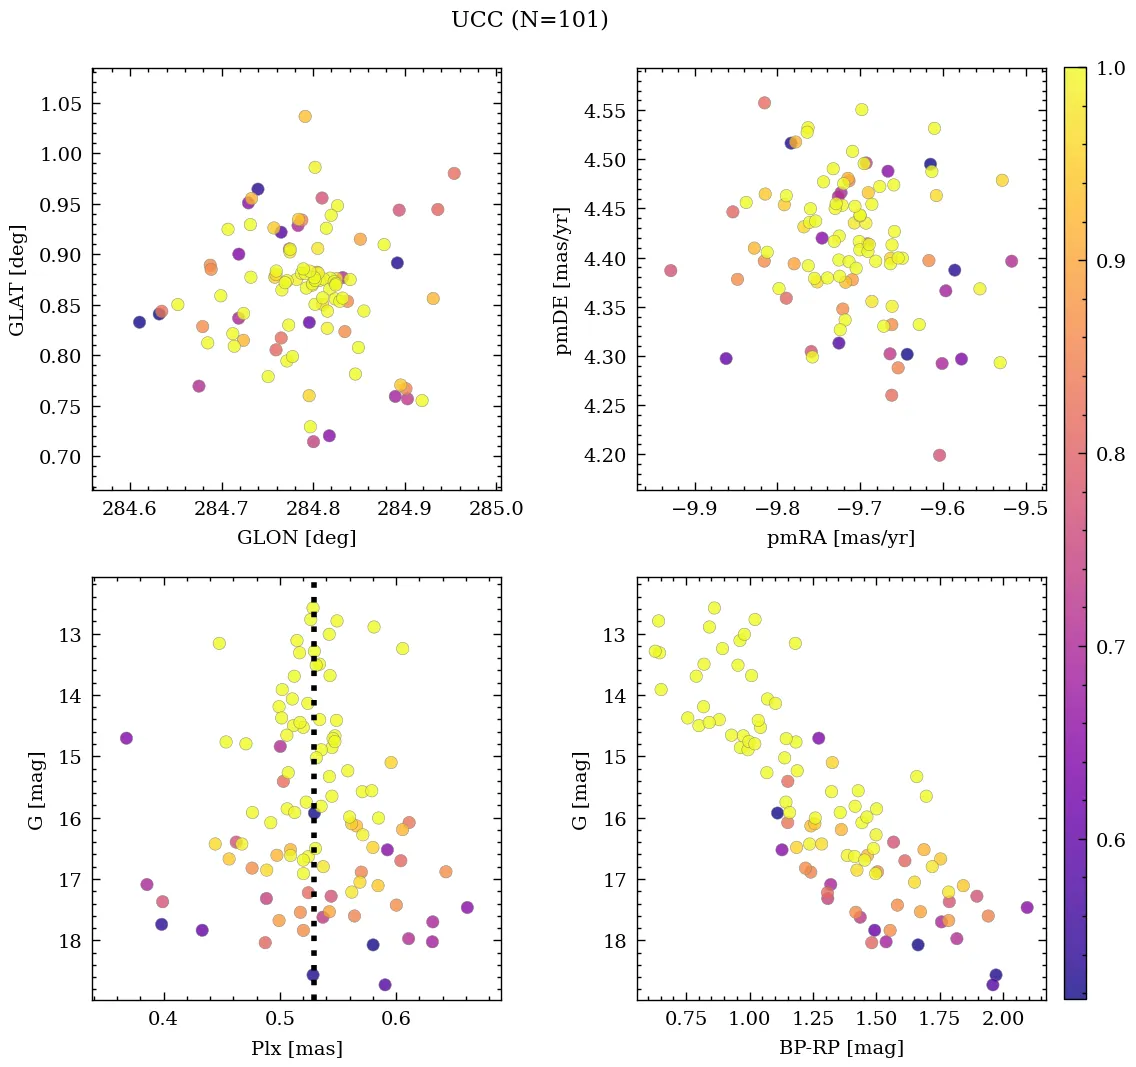 UCC (N=101)
1.05
1.00
0.95
0.90
0.85
0.80
0.75
0.70
GLAT [deg]
284.6 284.7 284.8 284.9 285.0
GLON [deg]
4.55
4.50
4.45
4.40
4.35
4.30
4.25
4.20
pmDE [mas/yr]
−9.9 −9.8 −9.7 −9.6 −9.5
pmRA [mas/yr]
1.0
0.9
0.8
0.7
0.6
13
14
15
16
17
18
G [mag]
0.4 0.5 0.6
Plx [mas]
13
14
15
16
17
18
G [mag]
0.75 1.00 1.25 1.50 1.75 2.00
BP-RP [mag]